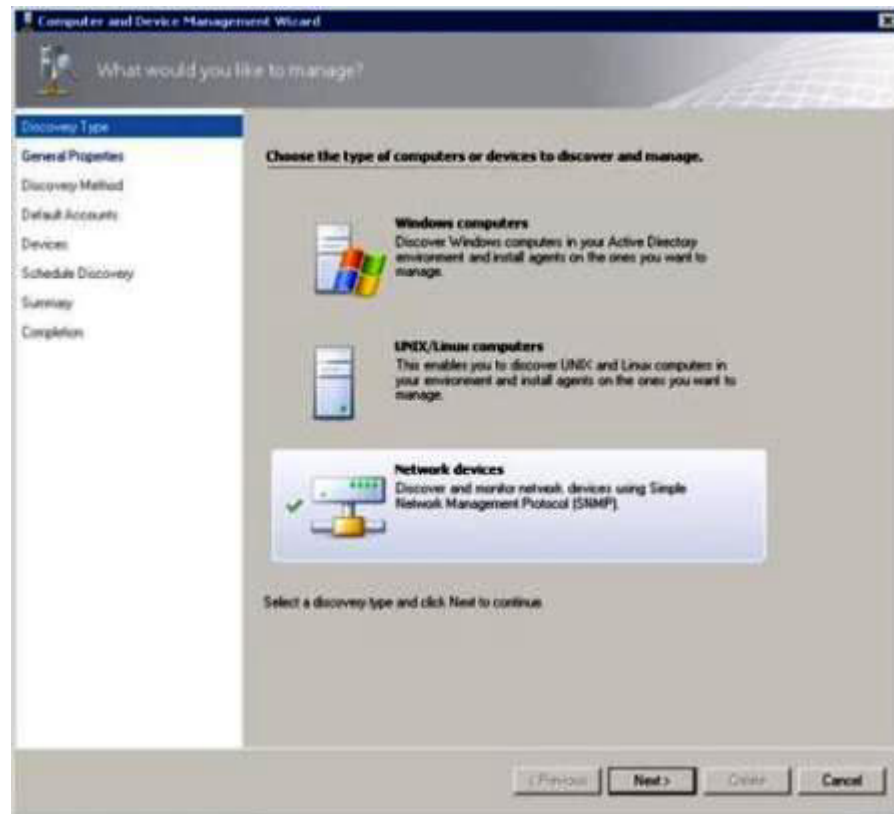 Computer and Device Management Wizard
What would you like to manage?
Discovery Type
General Properties
Discovery Method
Default Accounts
Devices
Schedule Discovery
Summary
Completion
Choose the type of computers or devices to discover and manage.
Windows computers
Discover Windows computers in your Active Directory
environment and install agents on the ones you want to
manage.
UNIX/Linux computers
This enables you to discover UNIX and Linux computers in
your environment and install agents on the ones you want to
manage.
Network devices
Discover and monitor network devices using Simple
Network Management Protocol (SNMP).
Select a discovery type and click Next to continue
< Previous
Next >
Create
Cancel